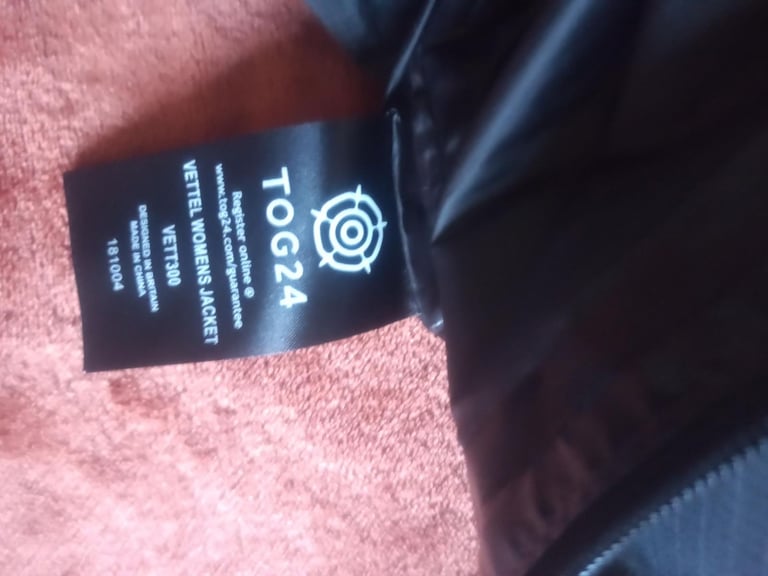 TOG24
Register online @
www.tog24.com/guarantee
VETTEL WOMENS JACKET
VETT300
DESIGNED IN BRITAIN
MADE IN CHINA
181004